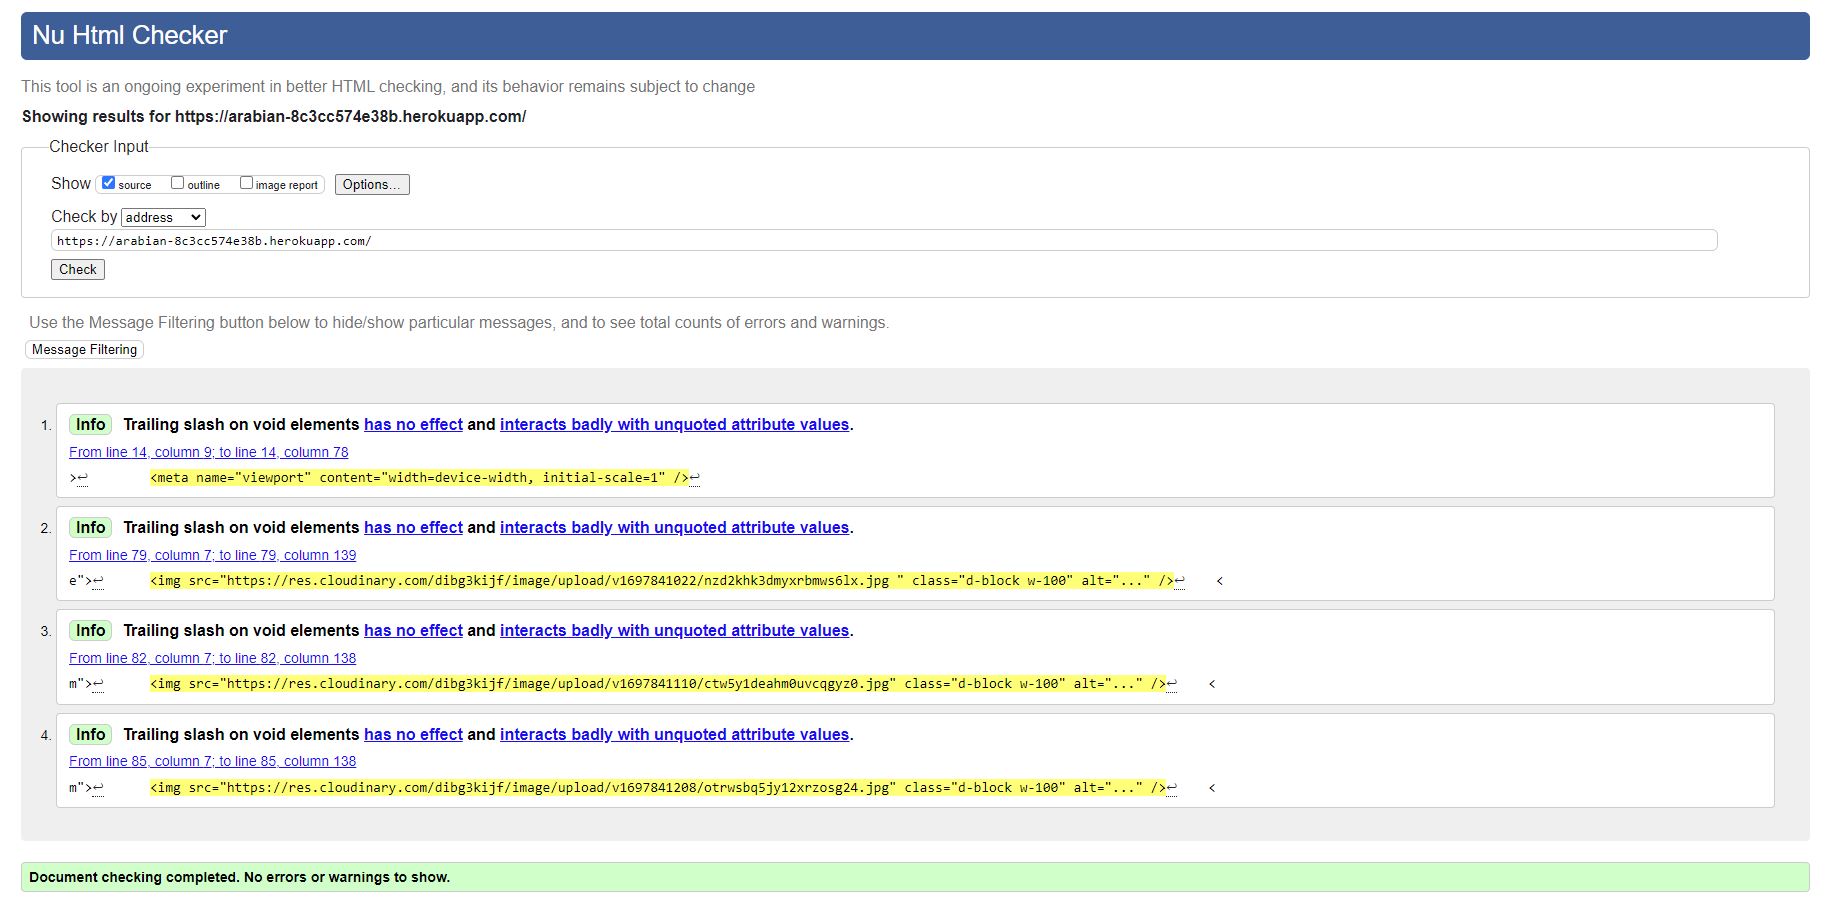 Nu Html Checker
This tool is an ongoing experiment in better HTML checking, and its behavior remains subject to change
Showing results for https://arabian-8c3cc574e38b.herokuapp.com/
Checker Input
Show source outline image report Options...
Check by address
https://arabian-8c3cc574e38b.herokuapp.com/
Check
Use the Message Filtering button below to hide/show particular messages, and to see total counts of errors and warnings.
Message Filtering
1. Info Trailing slash on void elements has no effect and interacts badly with unquoted attribute values.
From line 14, column 9; to line 14, column 78
>↩ <meta name="viewport" content="width=device-width, initial-scale=1" />↩
2. Info Trailing slash on void elements has no effect and interacts badly with unquoted attribute values.
From line 79, column 7; to line 79, column 139
e">↩ <img src="https://res.cloudinary.com/dibg3kijf/image/upload/v1697841022/nzd2khk3dmyxrbmws6lx.jpg " class="d-block w-100" alt="..." />↩ <
3. Info Trailing slash on void elements has no effect and interacts badly with unquoted attribute values.
From line 82, column 7; to line 82, column 138
m">↩ <img src="https://res.cloudinary.com/dibg3kijf/image/upload/v1697841110/ctw5y1deahm0uvcqgyz0.jpg" class="d-block w-100" alt="..." />↩ <
4. Info Trailing slash on void elements has no effect and interacts badly with unquoted attribute values.
From line 85, column 7; to line 85, column 138
m">↩ <img src="https://res.cloudinary.com/dibg3kijf/image/upload/v1697841208/otrwsbq5jy12xrzosg24.jpg" class="d-block w-100" alt="..." />↩ <
Document checking completed. No errors or warnings to show.